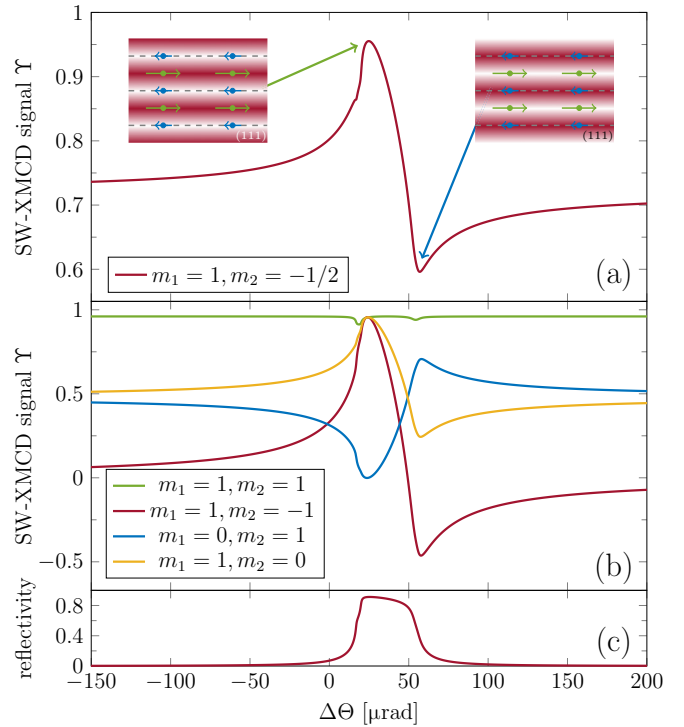 (a)
1
0.9
0.8
0.7
0.6
SW-XMCD signal ϒ
(111)
(111)
m₁ = 1, m₂ = −1/2
(b)
1
0.5
0
−0.5
SW-XMCD signal ϒ
m₁ = 1, m₂ = 1
m₁ = 1, m₂ = −1
m₁ = 0, m₂ = 1
m₁ = 1, m₂ = 0
(c)
0.8
0.4
0
reflectivity
−150 −100 −50 0 50 100 150 200
ΔΘ [µrad]